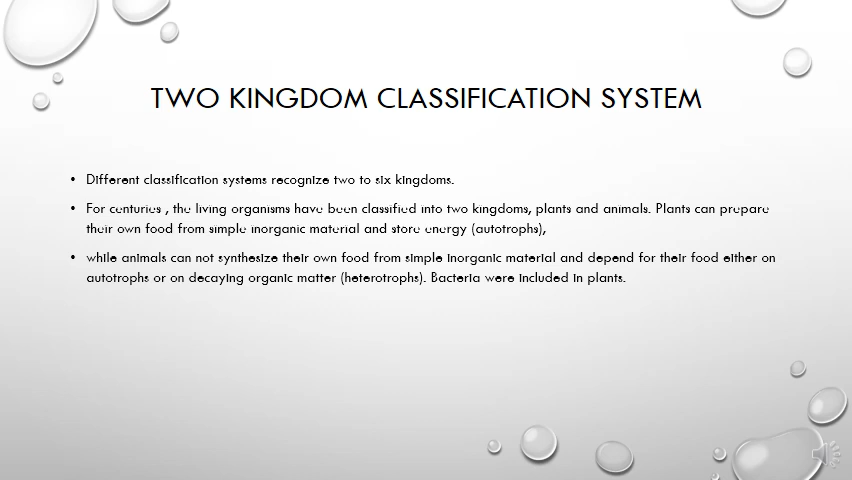 TWO KINGDOM CLASSIFICATION SYSTEM
• Different classification systems recognize two to six kingdoms.
• For centuries , the living organisms have been classified into two kingdoms, plants and animals. Plants can prepare
their own food from simple inorganic material and store energy (autotrophs),
• while animals can not synthesize their own food from simple inorganic material and depend for their food either on
autotrophs or on decaying organic matter (heterotrophs). Bacteria were included in plants.